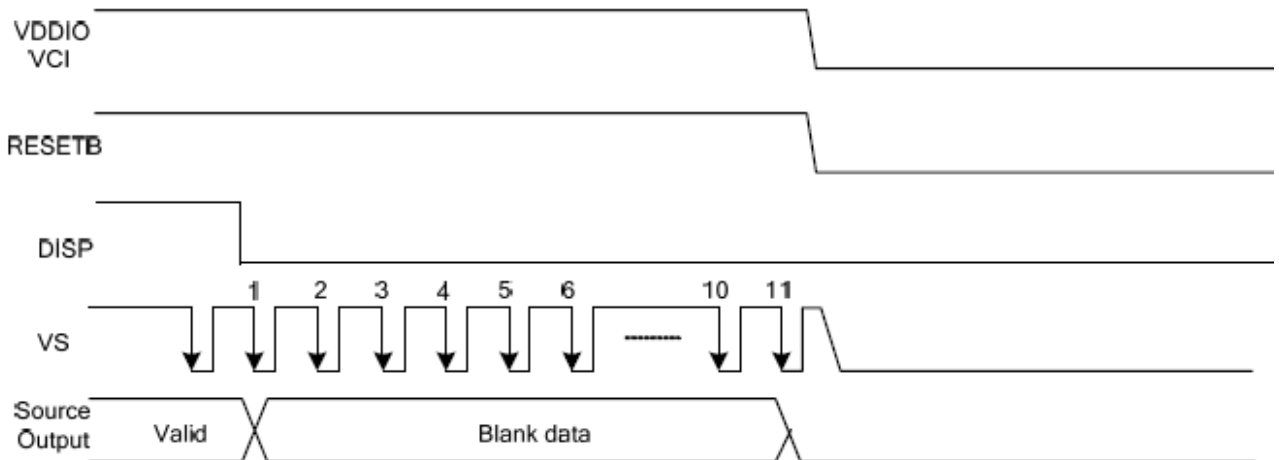 VDDIO
VCI
RESETB
DISP
1 2 3 4 5 6 10 11
VS
Source
Output
Valid
Blank data